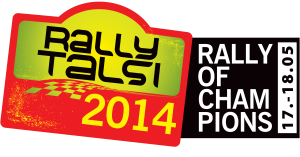 RALLY
TALSI
2014
RALLY
OF
CHAM
PIONS
17.-18.05